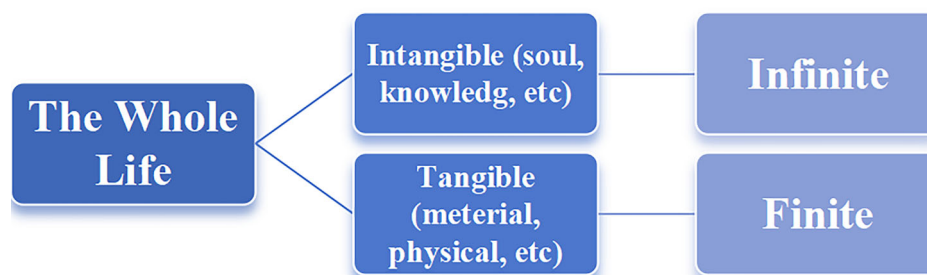 The Whole
Life
Intangible (soul,
knowledg, etc)
Infinite
Tangible
(meterial,
physical, etc)
Finite